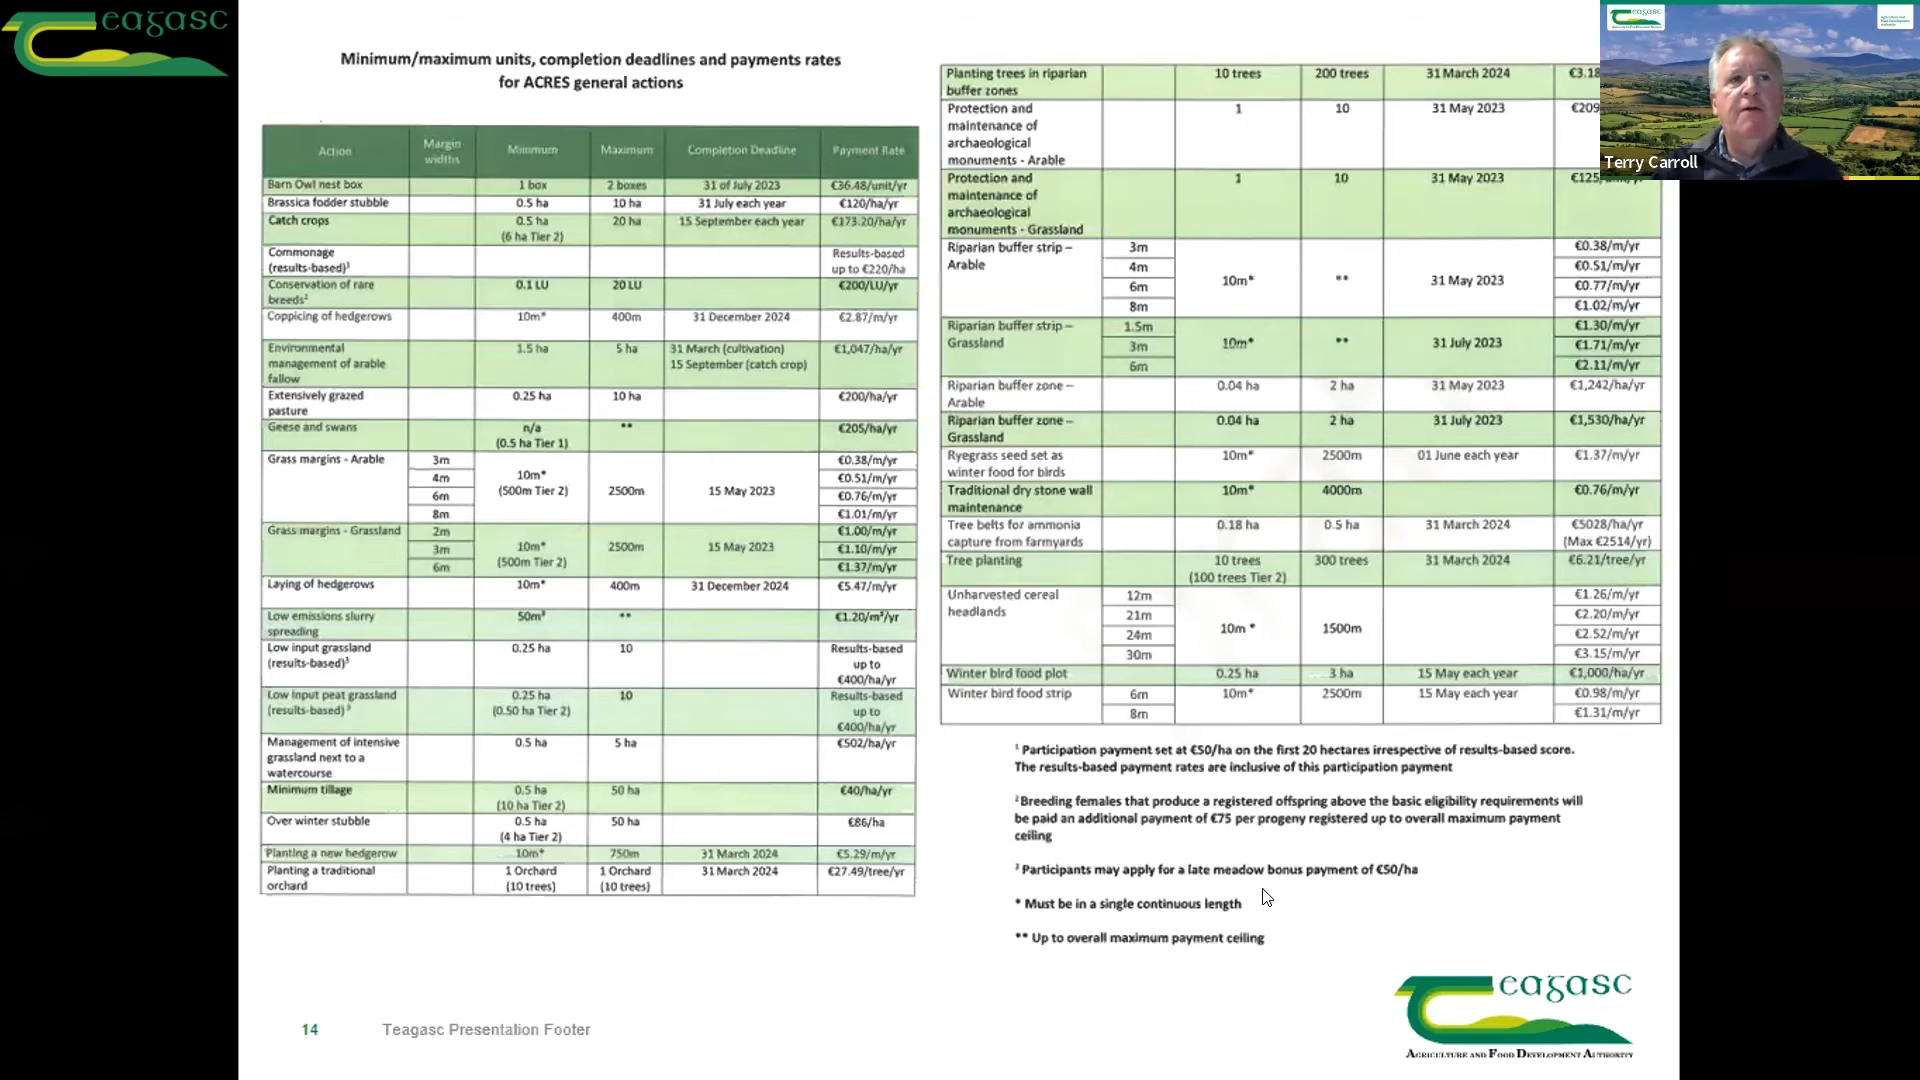 eagasc
Minimum/maximum units, completion deadlines and payments rates
for ACRES general actions
Action Margin widths Minimum Maximum Completion Deadline Payment Rate
Barn Owl nest box 1 box 2 boxes 31 of July 2023 €36.48/unit/yr
Brassica fodder stubble 0.5 ha 10 ha 31 July each year €120/ha/yr
Catch crops 0.5 ha 20 ha 15 September each year €173.20/ha/yr
(6 ha Tier 2)
Commonage Results-based
(results-based)¹ up to €220/ha
Conservation of rare 0.1 LU 20 LU €200/LU/yr
breeds²
Coppicing of hedgerows 10m* 400m 31 December 2024 €2.87/m/yr
Environmental 1.5 ha 5 ha 31 March (cultivation) €1,047/ha/yr
management of arable 15 September (catch crop)
fallow
Extensively grazed 0.25 ha 10 ha €200/ha/yr
pasture
Geese and swans n/a ** €205/ha/yr
(0.5 ha Tier 1)
Grass margins - Arable 3m €0.38/m/yr
4m 10m* €0.51/m/yr
6m (500m Tier 2) 2500m 15 May 2023 €0.76/m/yr
8m €1.01/m/yr
Grass margins - Grassland 2m €1.00/m/yr
3m 10m* 2500m 15 May 2023 €1.10/m/yr
6m (500m Tier 2) €1.37/m/yr
Laying of hedgerows 10m* 400m 31 December 2024 €5.47/m/yr
Low emissions slurry 50m³ ** €1.20/m³/yr
spreading
Low input grassland 0.25 ha 10 Results-based
(results-based)³ up to
€400/ha/yr
Low input peat grassland 0.25 ha 10 Results-based
(results-based) ³ (0.50 ha Tier 2) up to
€400/ha/yr
Management of intensive 0.5 ha 5 ha €502/ha/yr
grassland next to a
watercourse
Minimum tillage 0.5 ha 50 ha €40/ha/yr
(10 ha Tier 2)
Over winter stubble 0.5 ha 50 ha €86/ha
(4 ha Tier 2)
Planting a new hedgerow 10m* 750m 31 March 2024 €5.29/m/yr
Planting a traditional 1 Orchard 1 Orchard 31 March 2024 €27.49/tree/yr
orchard (10 trees) (10 trees)
Planting trees in riparian 10 trees 200 trees 31 March 2024 €3.18
buffer zones
Protection and 1 10 31 May 2023 €209
maintenance of
archaeological
monuments - Arable
Protection and 1 10 31 May 2023 €125
maintenance of
archaeological
monuments - Grassland
Riparian buffer strip – 3m €0.38/m/yr
Arable 4m €0.51/m/yr
6m 10m* ** 31 May 2023 €0.77/m/yr
8m €1.02/m/yr
Riparian buffer strip – 1.5m €1.30/m/yr
Grassland 3m 10m* ** 31 July 2023 €1.71/m/yr
6m €2.11/m/yr
Riparian buffer zone – 0.04 ha 2 ha 31 May 2023 €1,242/ha/yr
Arable
Riparian buffer zone – 0.04 ha 2 ha 31 July 2023 €1,530/ha/yr
Grassland
Ryegrass seed set as 10m* 2500m 01 June each year €1.37/m/yr
winter food for birds
Traditional dry stone wall 10m* 4000m €0.76/m/yr
maintenance
Tree belts for ammonia 0.18 ha 0.5 ha 31 March 2024 €5028/ha/yr
capture from farmyards (Max €2514/yr)
Tree planting 10 trees 300 trees 31 March 2024 €6.21/tree/yr
(100 trees Tier 2)
Unharvested cereal 12m €1.26/m/yr
headlands 21m €2.20/m/yr
24m 10m * 1500m €2.52/m/yr
30m €3.15/m/yr
Winter bird food plot 0.25 ha 3 ha 15 May each year €1,000/ha/yr
Winter bird food strip 6m 10m* 2500m 15 May each year €0.98/m/yr
8m €1.31/m/yr
¹ Participation payment set at €50/ha on the first 20 hectares irrespective of results-based score.
The results-based payment rates are inclusive of this participation payment
² Breeding females that produce a registered offspring above the basic eligibility requirements will
be paid an additional payment of €75 per progeny registered up to overall maximum payment
ceiling
³ Participants may apply for a late meadow bonus payment of €50/ha
* Must be in a single continuous length
** Up to overall maximum payment ceiling
eagasc
Terry Carroll
14 Teagasc Presentation Footer
eagasc
AGRICULTURE AND FOOD DEVELOPMENT AUTHORITY